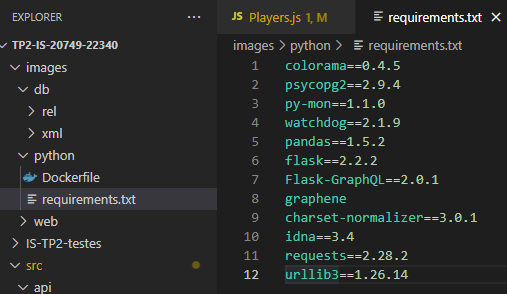 EXPLORER
TP2-IS-20749-22340
images
db
rel
xml
python
Dockerfile
requirements.txt
web
IS-TP2-testes
src
api
JS Players.js 1, M
requirements.txt
images > python > requirements.txt
1 colorama==0.4.5
2 psycopg2==2.9.4
3 py-mon==1.1.0
4 watchdog==2.1.9
5 pandas==1.5.2
6 flask==2.2.2
7 Flask-GraphQL==2.0.1
8 graphene
9 charset-normalizer==3.0.1
10 idna==3.4
11 requests==2.28.2
12 urllib3==1.26.14